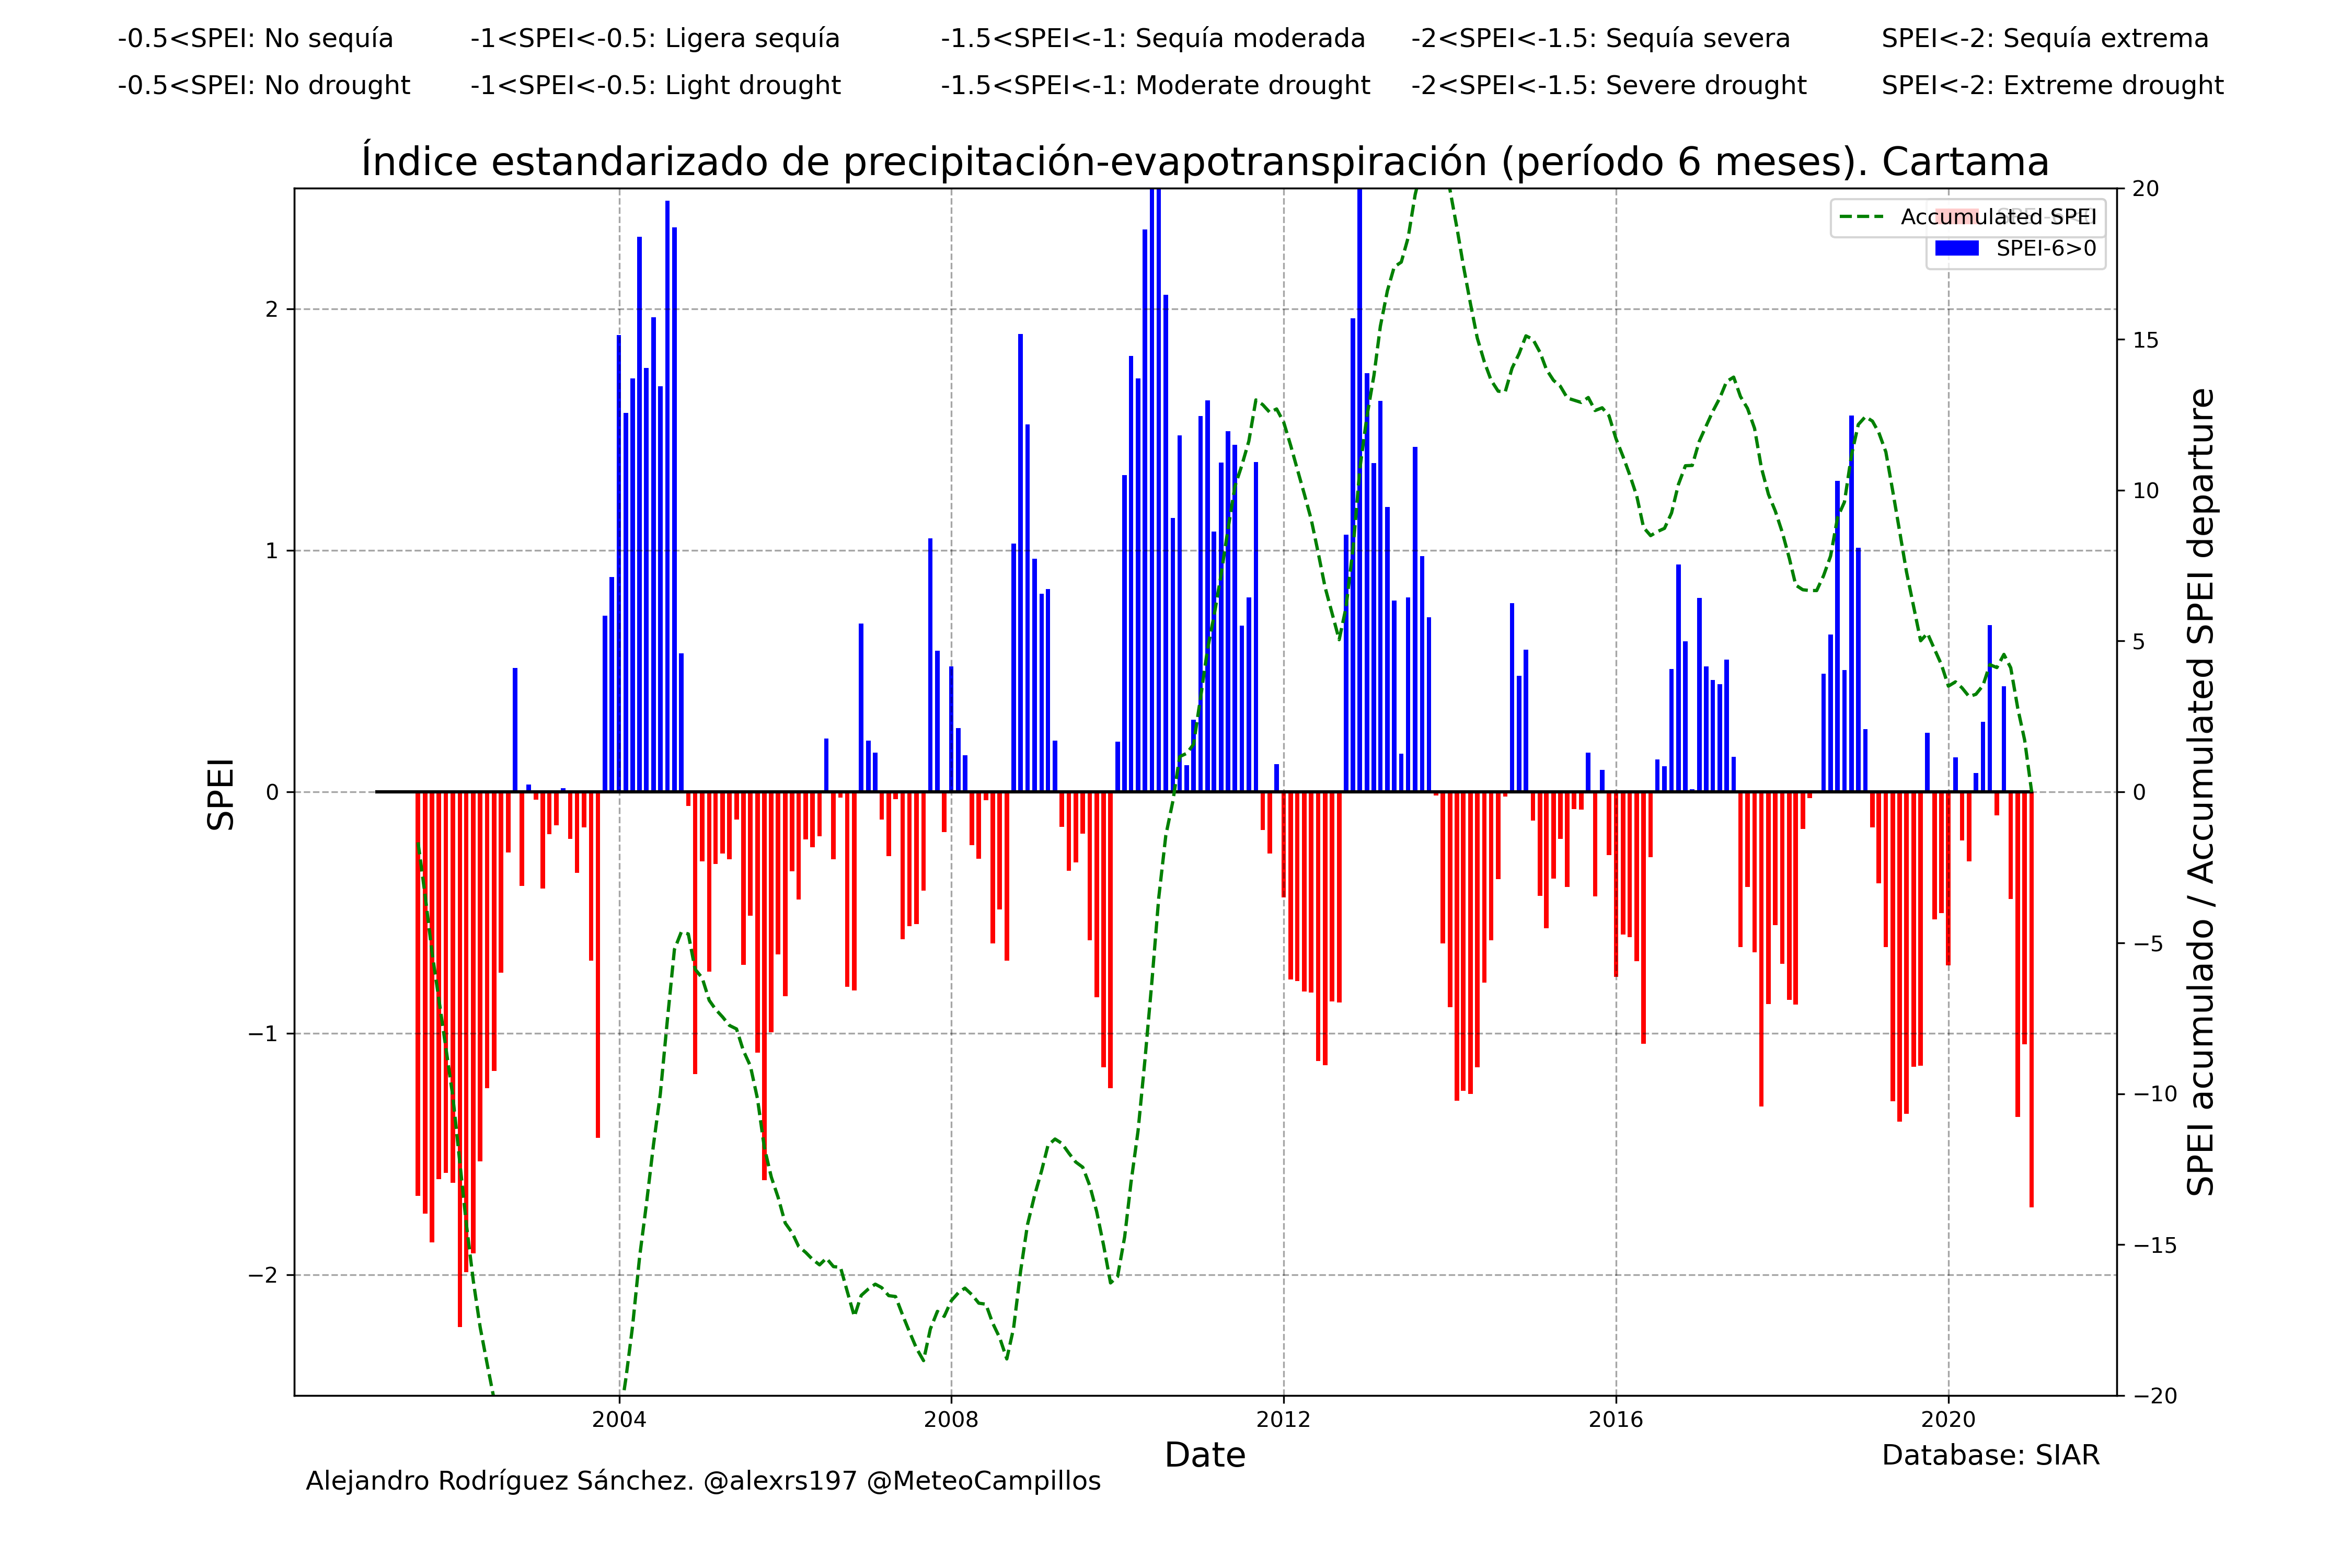 -0.5<SPEI: No sequía   -1<SPEI<-0.5: Ligera sequía   -1.5<SPEI<-1: Sequía moderada   -2<SPEI<-1.5: Sequía severa   SPEI<-2: Sequía extrema
-0.5<SPEI: No drought   -1<SPEI<-0.5: Light drought   -1.5<SPEI<-1: Moderate drought   -2<SPEI<-1.5: Severe drought   SPEI<-2: Extreme drought
Índice estandarizado de precipitación-evapotranspiración (período 6 meses). Cartama
Accumulated SPEI
SPEI-6>0
SPEI
2
1
0
−1
−2
20
15
10
5
0
−5
−10
−15
−20
SPEI acumulado / Accumulated SPEI departure
2004 2008 2012 2016 2020
Date
Database: SIAR
Alejandro Rodríguez Sánchez. @alexrs197 @MeteoCampillos